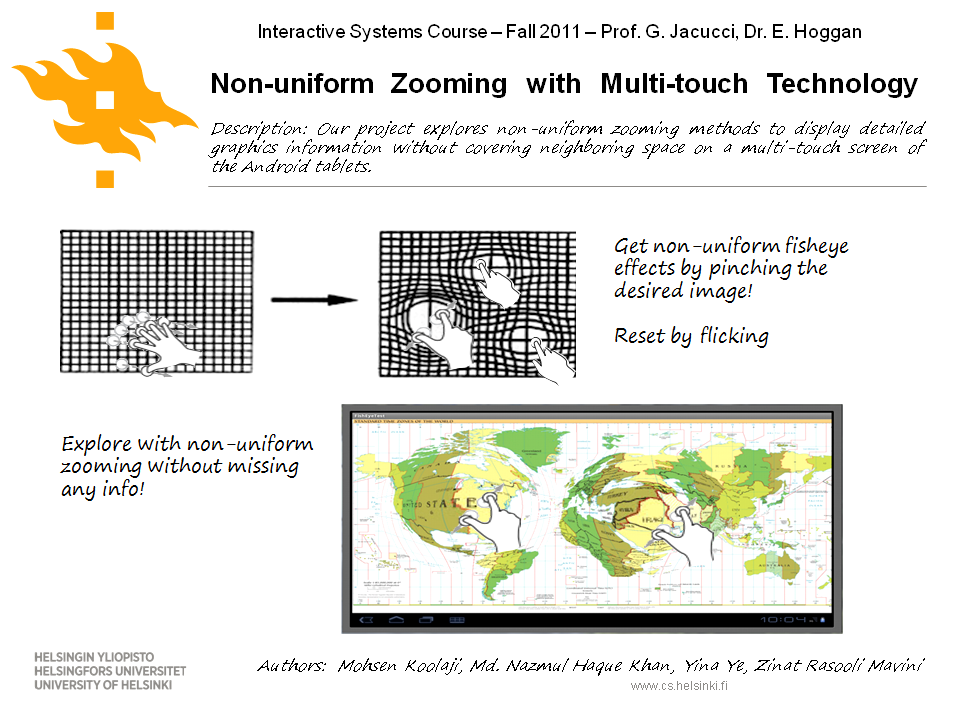 Interactive Systems Course – Fall 2011 – Prof. G. Jacucci, Dr. E. Hoggan
Non-uniform Zooming with Multi-touch Technology
Description: Our project explores non-uniform zooming methods to display detailed
graphics information without covering neighboring space on a multi-touch screen of
the Android tablets.
Get non-uniform fisheye
effects by pinching the
desired image!
Reset by flicking
Explore with non-uniform
zooming without missing
any info!
STANDARD TIME ZONES OF THE WORLD
STATE
10:04
HELSINGIN YLIOPISTO
HELSINGFORS UNIVERSITET
UNIVERSITY OF HELSINKI
Authors: Mohsen Koolaji, Md. Nazmul Haque Khan, Yina Ye, Zinat Rasooli Mavini
www.cs.helsinki.fi